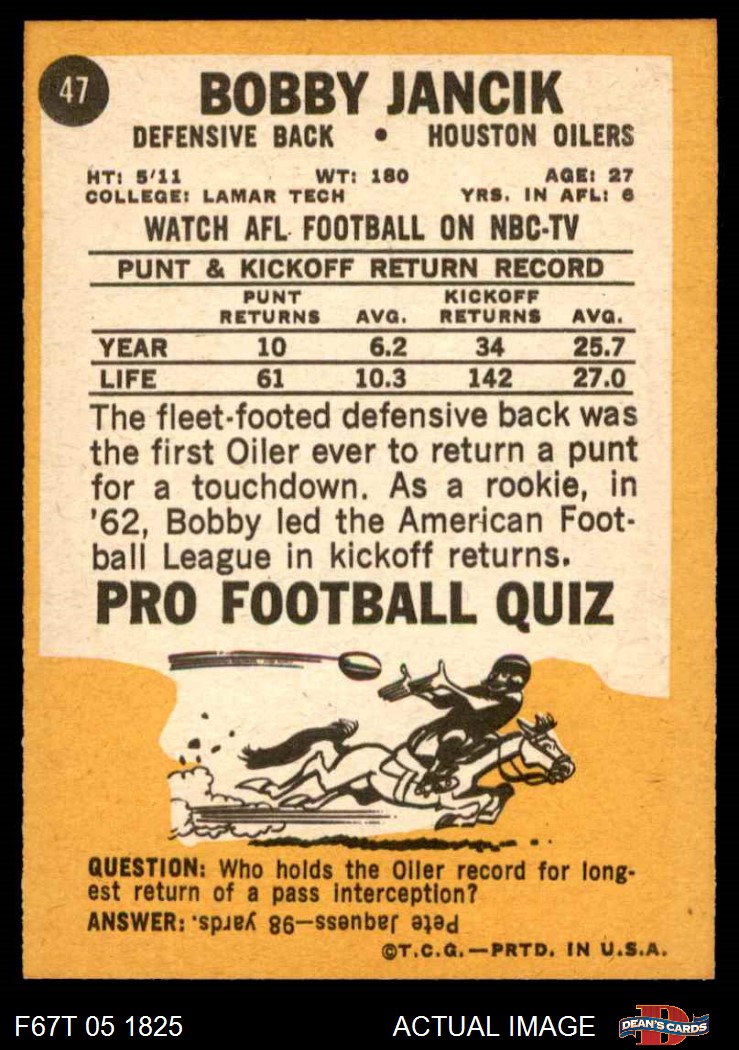 47
BOBBY JANCIK
DEFENSIVE BACK • HOUSTON OILERS
HT: 5'11 WT: 180 AGE: 27
COLLEGE: LAMAR TECH YRS. IN AFL: 6
WATCH AFL FOOTBALL ON NBC-TV
PUNT & KICKOFF RETURN RECORD
PUNT RETURNS AVG. KICKOFF RETURNS AVG.
YEAR 10 6.2 34 25.7
LIFE 61 10.3 142 27.0
The fleet-footed defensive back was
the first Oiler ever to return a punt
for a touchdown. As a rookie, in
'62, Bobby led the American Foot-
ball League in kickoff returns.
PRO FOOTBALL QUIZ
QUESTION: Who holds the Oiler record for long-
est return of a pass interception?
ANSWER: Pete Jaquess—98 yards.
©T.C.G.—PRTD. IN U.S.A.
F67T 05 1825 ACTUAL IMAGE
D
DEAN'S CARDS